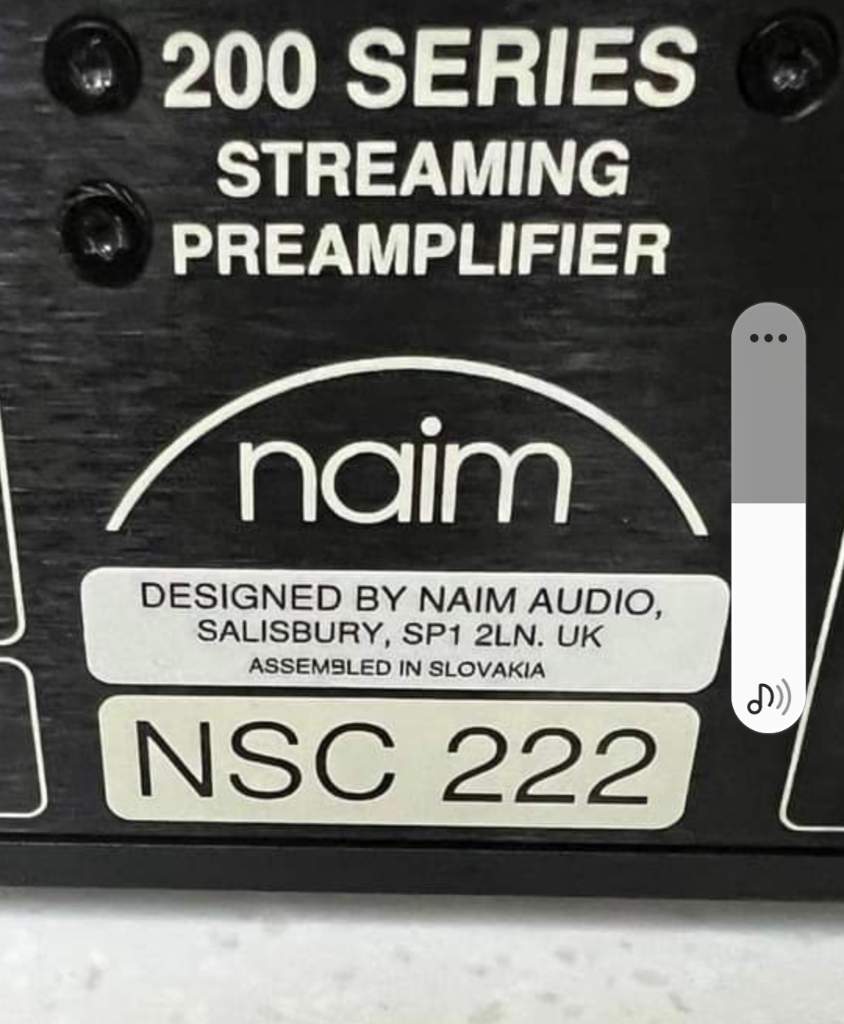 200 SERIES
STREAMING
PREAMPLIFIER
naim
DESIGNED BY NAIM AUDIO,
SALISBURY, SP1 2LN. UK
ASSEMBLED IN SLOVAKIA
NSC 222